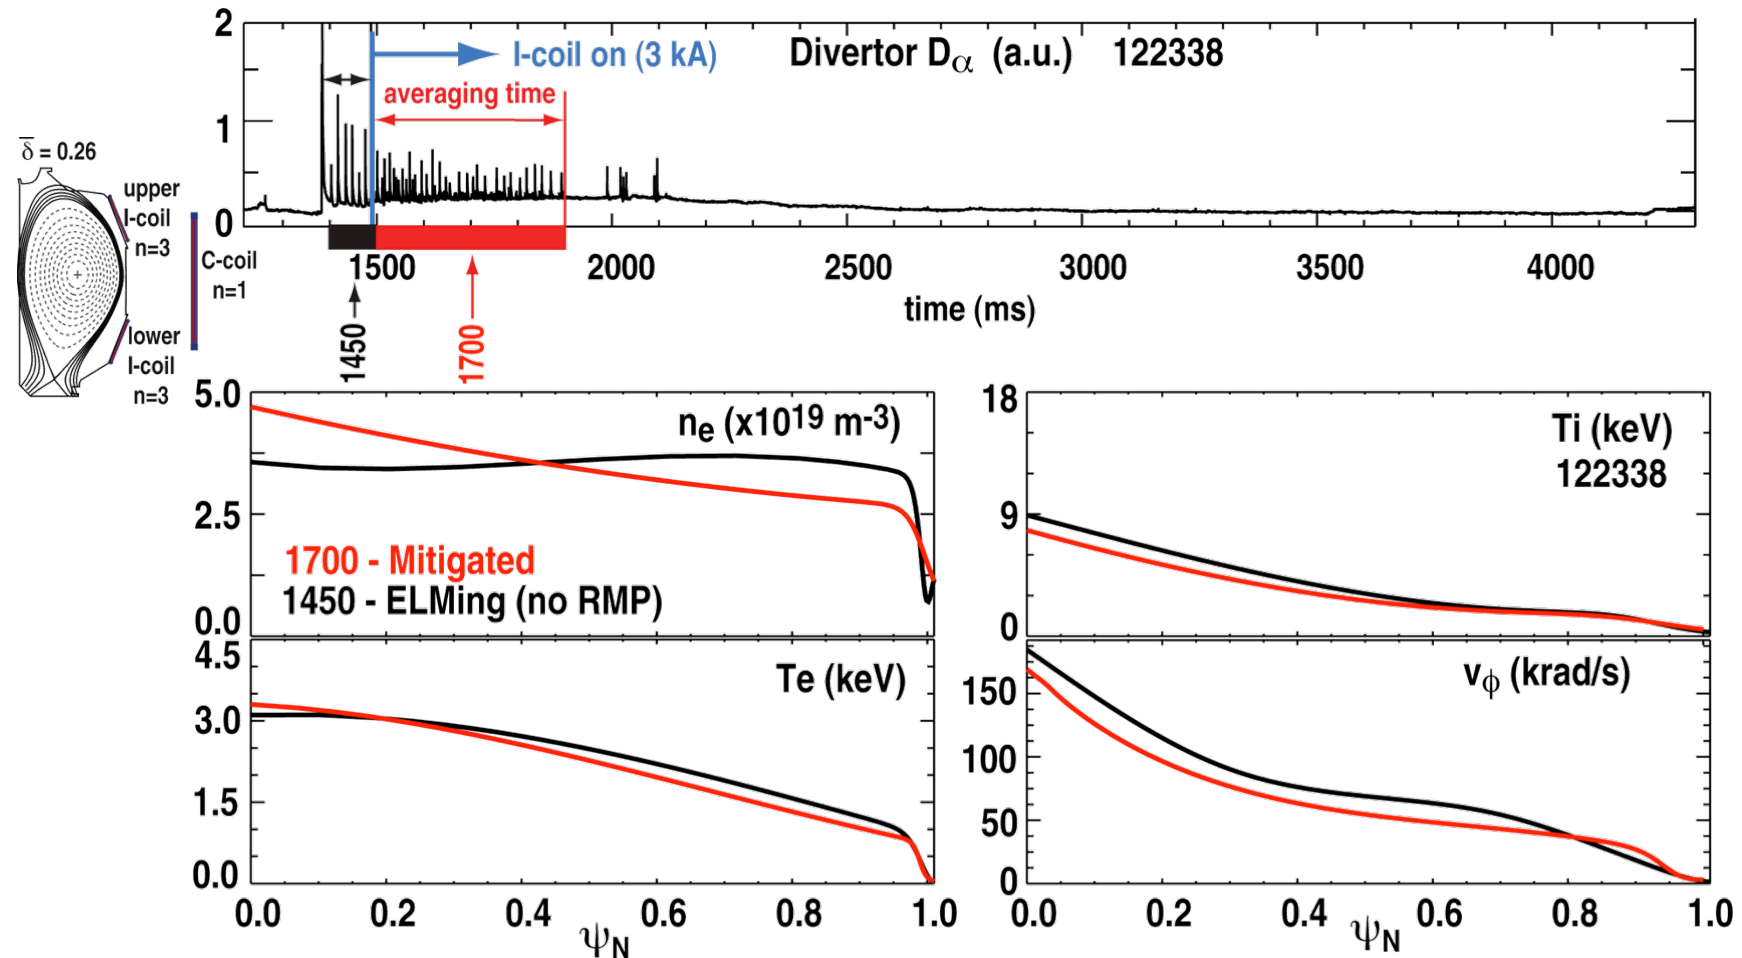 2
1
0
I-coil on (3 kA)
averaging time
Divertor Dα (a.u.) 122338
1500 2000 2500 3000 3500 4000
time (ms)
1450
1700
δ = 0.26
upper
I-coil
n=3
C-coil
n=1
lower
I-coil
n=3
5.0
2.5
0.0
ne (x1019 m-3)
1700 - Mitigated
1450 - ELMing (no RMP)
18
9
0
Ti (keV)
122338
4.5
3.0
1.5
0.0
Te (keV)
0.0 0.2 0.4 0.6 0.8 1.0
ψN
150
100
50
0
vϕ (krad/s)
0.0 0.2 0.4 0.6 0.8 1.0
ψN